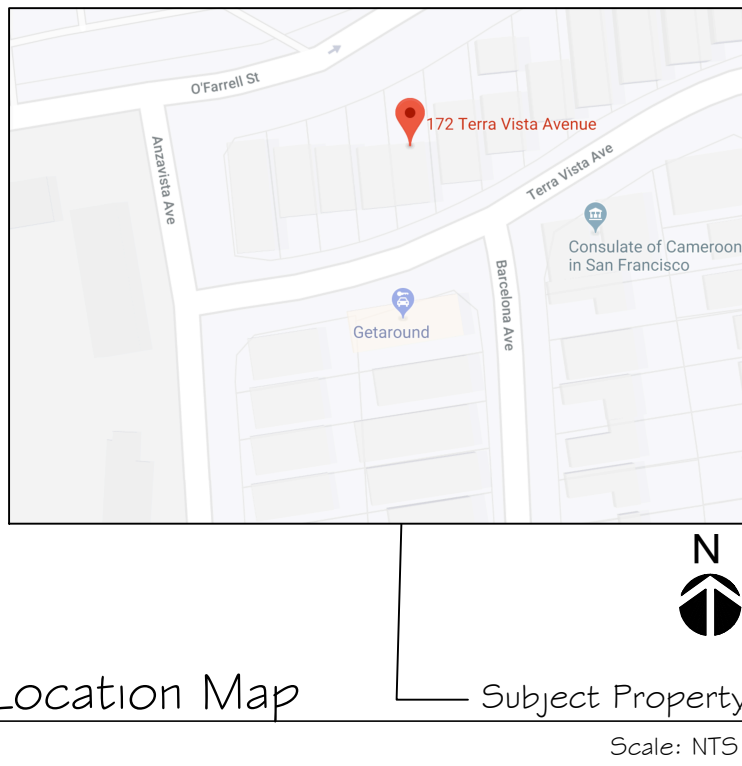 O'Farrell St
172 Terra Vista Avenue
Anzavista Ave
Terra Vista Ave
Consulate of Cameroon
in San Francisco
Barcelona Ave
Getaround
N
Location Map
Subject Property
Scale: NTS